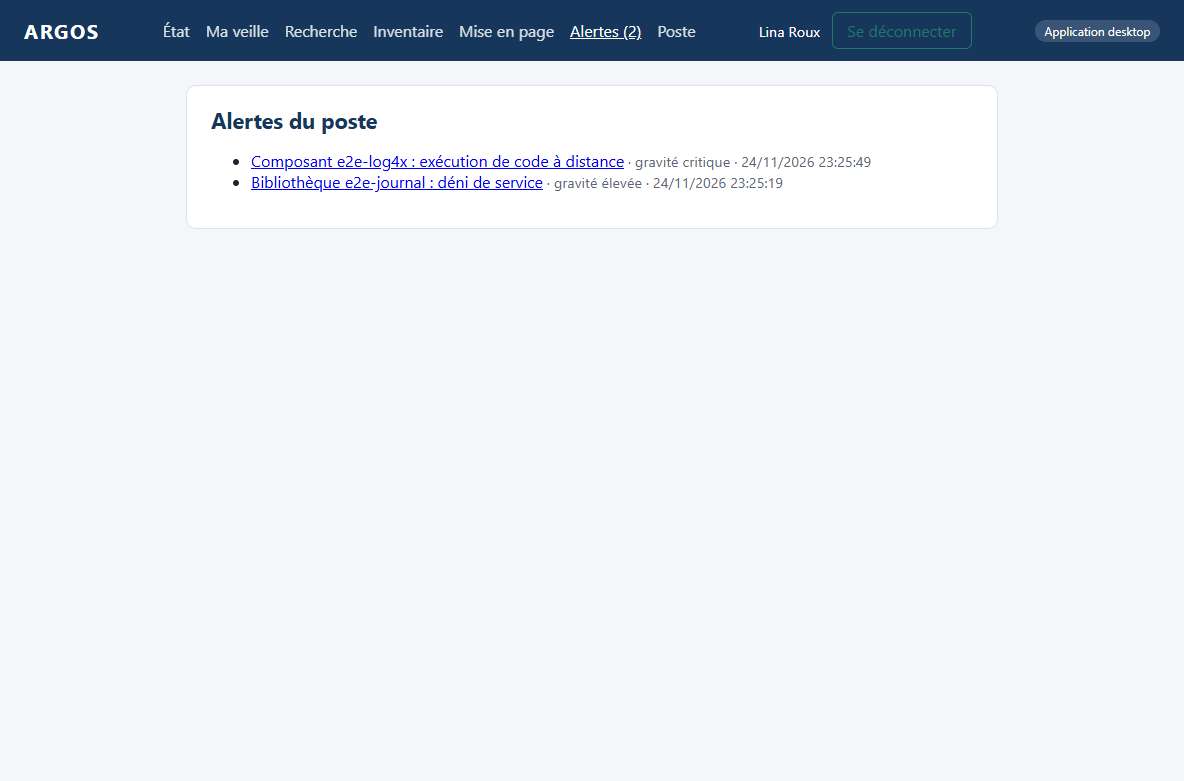 ARGOS État Ma veille Recherche Inventaire Mise en page Alertes (2) Poste Lina Roux Se déconnecter Application desktop
Alertes du poste
Composant e2e-log4x : exécution de code à distance · gravité critique · 24/11/2026 23:25:49
Bibliothèque e2e-journal : déni de service · gravité élevée · 24/11/2026 23:25:19